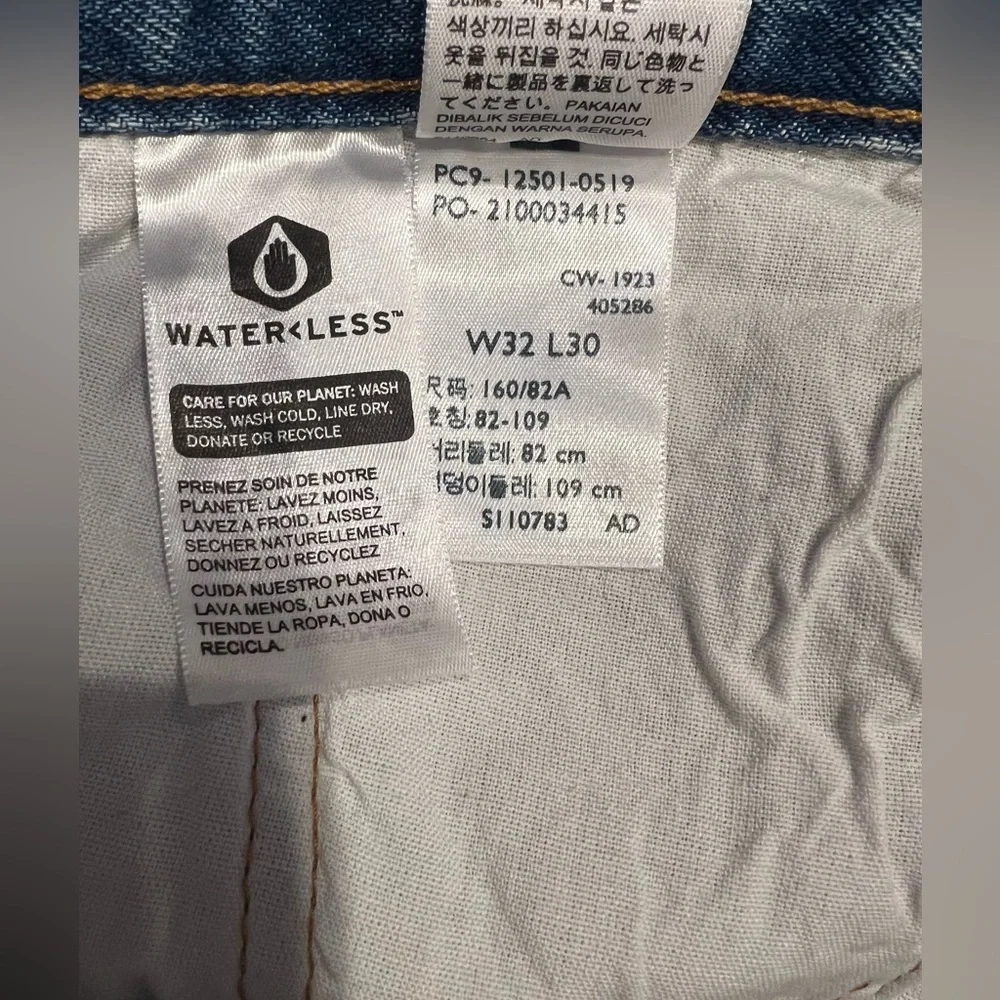 색상끼리 하십시요. 세탁시
옷을 뒤집을 것. 同じ色物と
一緒に製品を裏返して洗っ
てください。PAKAIAN
DIBALIK SEBELUM DICUCI
DENGAN WARNA SERUPA.
PC9- 12501-0519
PO- 2100034415
CW- 1923
405286
W32 L30
尺码: 160/82A
호칭: 82-109
허리둘레: 82 cm
엉덩이둘레: 109 cm
S110783 AD
WATER<LESS™
CARE FOR OUR PLANET: WASH
LESS, WASH COLD, LINE DRY,
DONATE OR RECYCLE
PRENEZ SOIN DE NOTRE
PLANETE: LAVEZ MOINS,
LAVEZ A FROID, LAISSEZ
SECHER NATURELLEMENT,
DONNEZ OU RECYCLEZ
CUIDA NUESTRO PLANETA:
LAVA MENOS, LAVA EN FRIO,
TIENDE LA ROPA, DONA O
RECICLA.